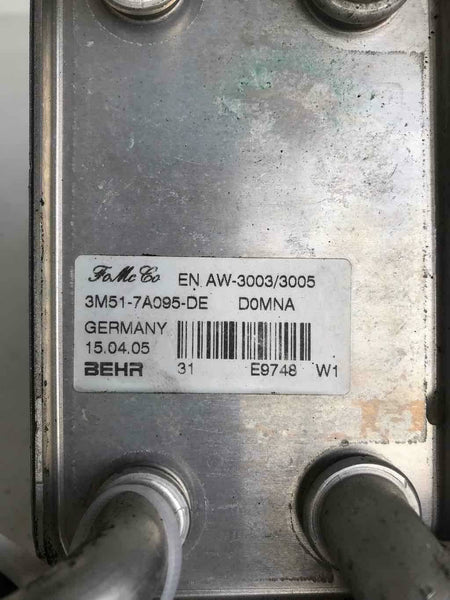 FoMoCo EN AW-3003/3005
3M51-7A095-DE D0MNA
GERMANY
15.04.05
BEHR 31 E9748 W1